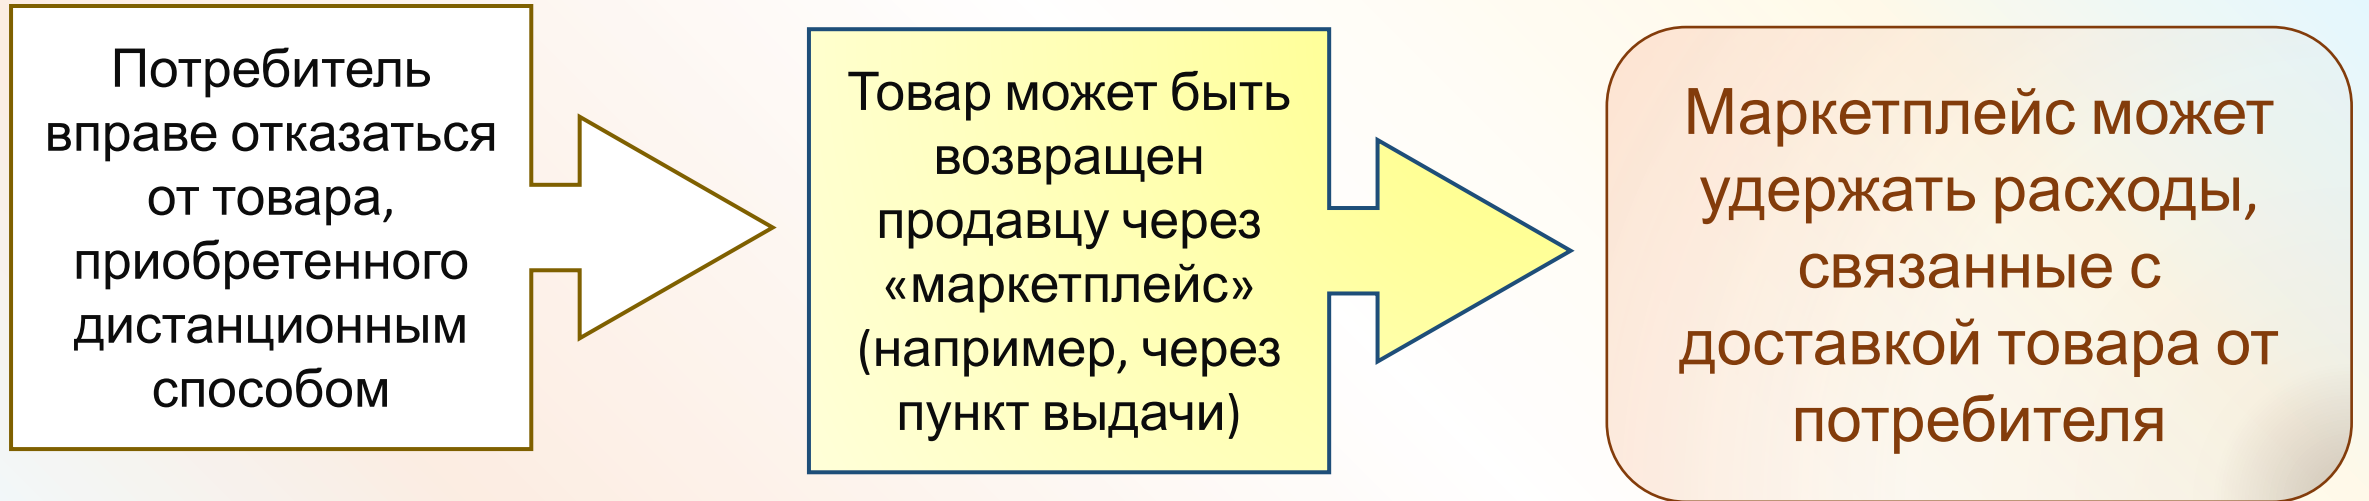 Потребитель
вправе отказаться
от товара,
приобретенного
дистанционным
способом
Товар может быть
возвращен
продавцу через
«маркетплейс»
(например, через
пункт выдачи)
Маркетплейс может
удержать расходы,
связанные с
доставкой товара от
потребителя